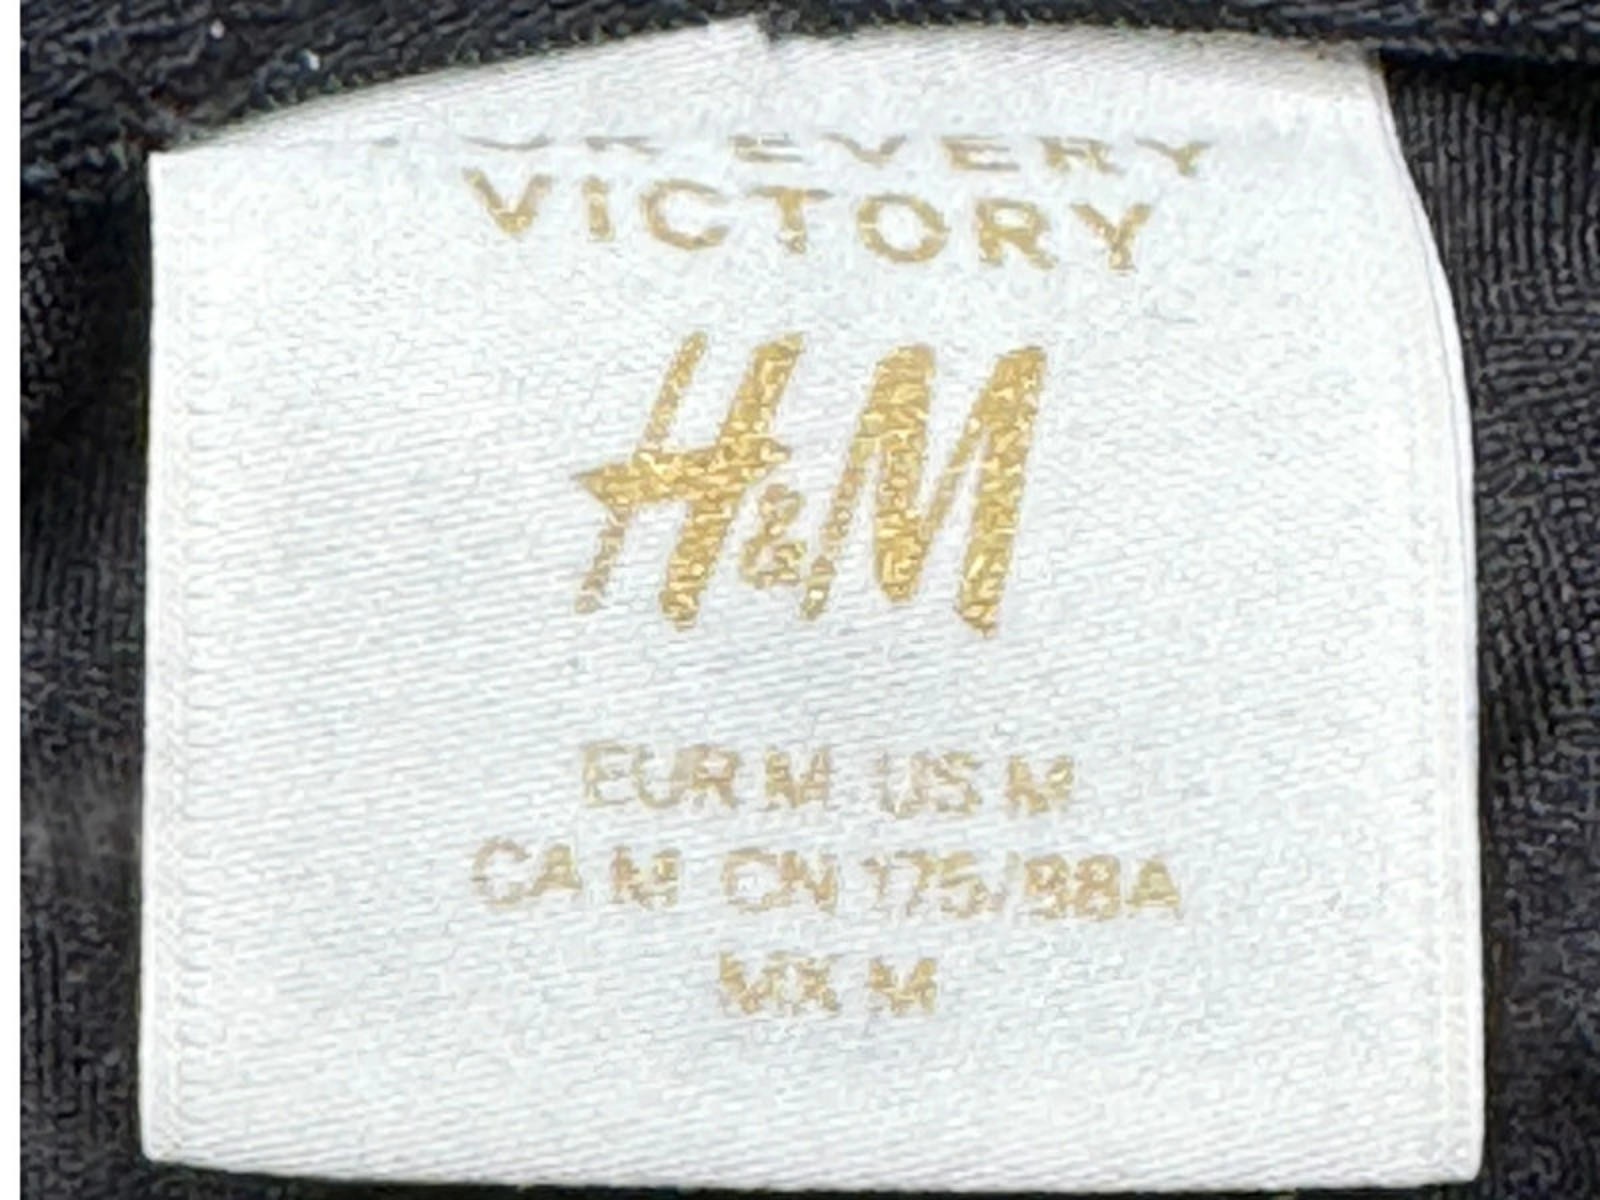 EVERY
VICTORY
H&M
EUR M US M
CA M CN 175/98A
MX M